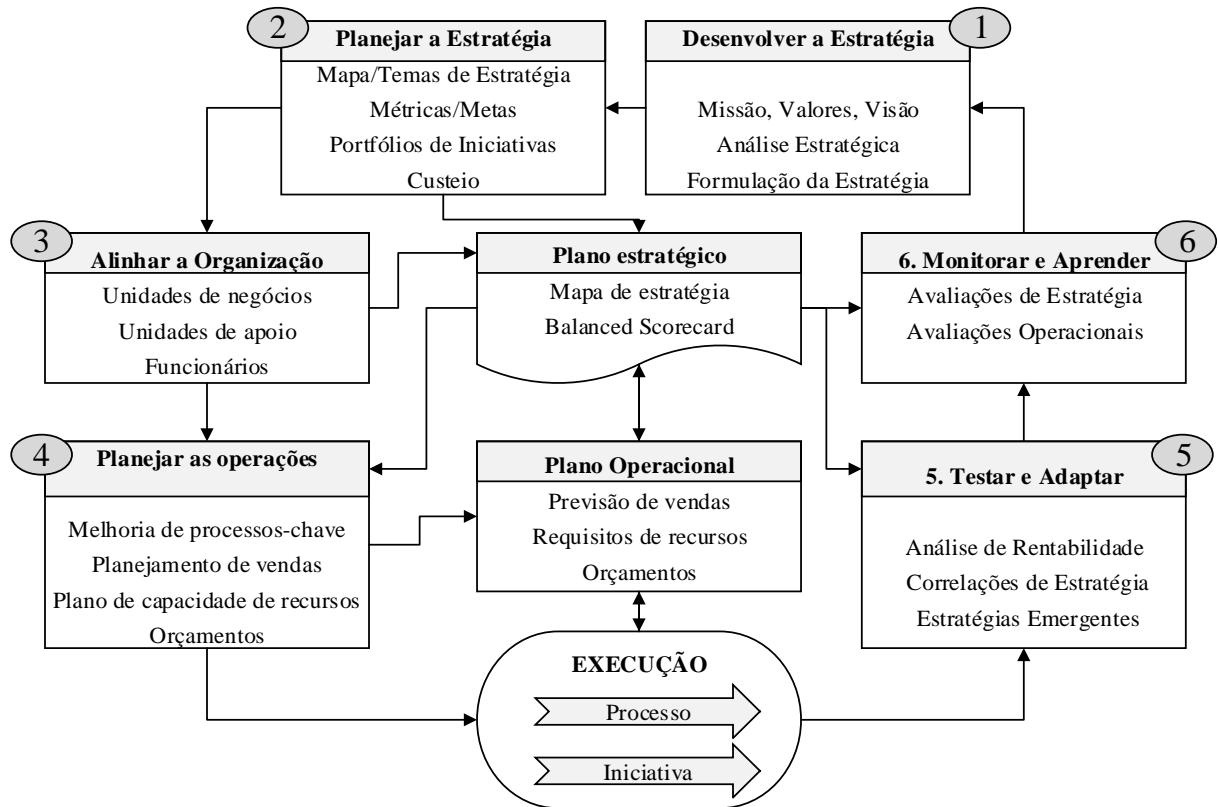 2
Planejar a Estratégia
Mapa/Temas de Estratégia
Métricas/Metas
Portfólios de Iniciativas
Custeio
1
Desenvolver a Estratégia
Missão, Valores, Visão
Análise Estratégica
Formulação da Estratégia
3
Alinhar a Organização
Unidades de negócios
Unidades de apoio
Funcionários
Plano estratégico
Mapa de estratégia
Balanced Scorecard
6
6. Monitorar e Aprender
Avaliações de Estratégia
Avaliações Operacionais
4
Planejar as operações
Melhoria de processos-chave
Planejamento de vendas
Plano de capacidade de recursos
Orçamentos
Plano Operacional
Previsão de vendas
Requisitos de recursos
Orçamentos
5
5. Testar e Adaptar
Análise de Rentabilidade
Correlações de Estratégia
Estratégias Emergentes
EXECUÇÃO
Processo
Iniciativa